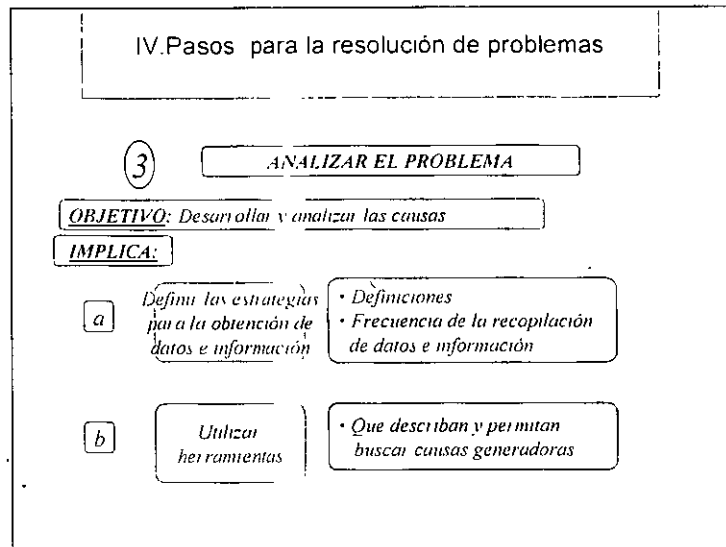 IV.Pasos para la resolución de problemas
3
ANALIZAR EL PROBLEMA
OBJETIVO: Desarrollar y analizar las causas
IMPLICA:
a
Definir las estrategias
para la obtención de
datos e información
• Definiciones
• Frecuencia de la recopilación
de datos e información
b
Utilizar
herramientas
• Que describan y permitan
buscar causas generadoras